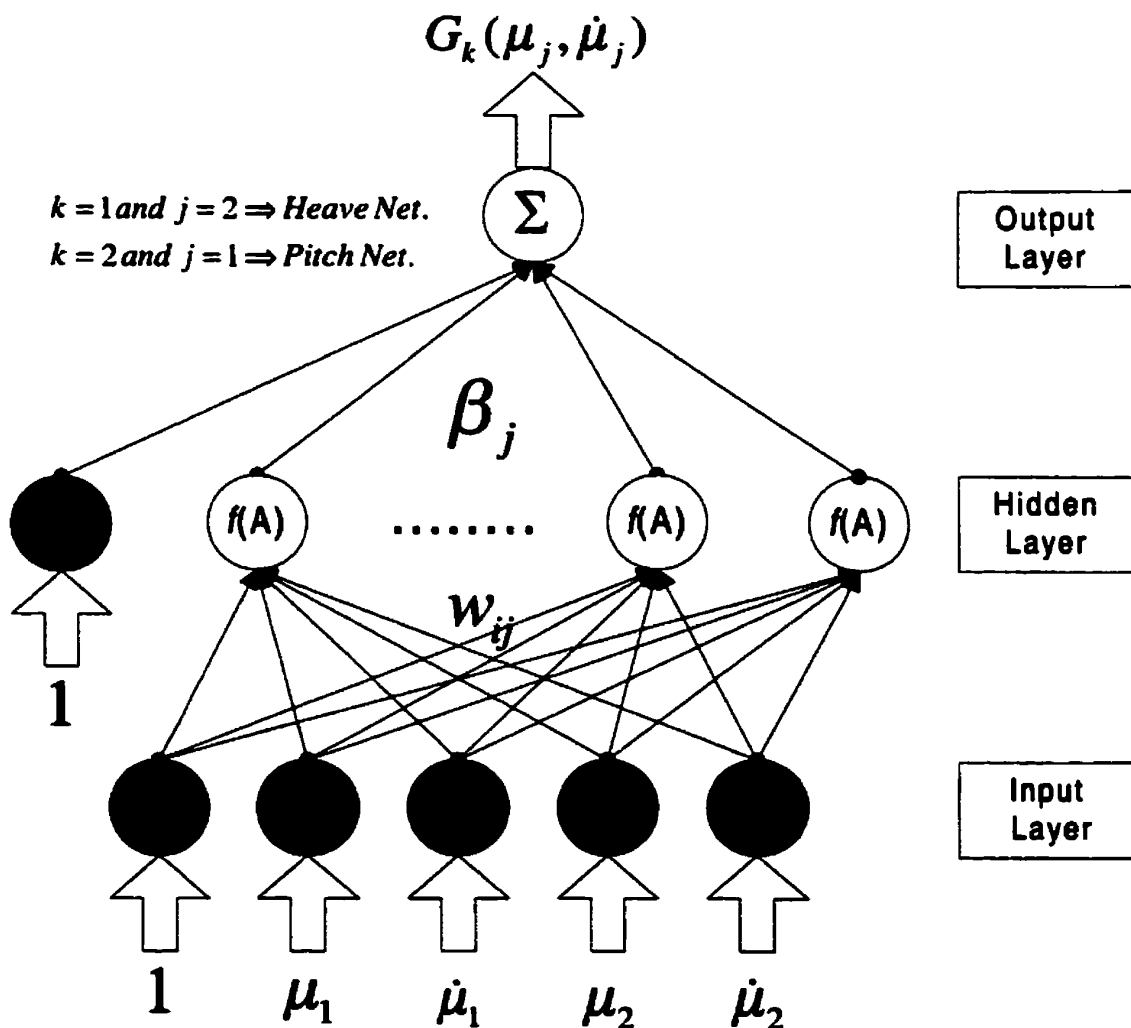 G_k(μ_j, μ̇_j)
k = 1 and j = 2 ⇒ Heave Net.
k = 2 and j = 1 ⇒ Pitch Net.
Σ
Output
Layer
β_j
f(A) ........ f(A) f(A)
Hidden
Layer
w_ij
1
Input
Layer
1 μ_1 μ̇_1 μ_2 μ̇_2